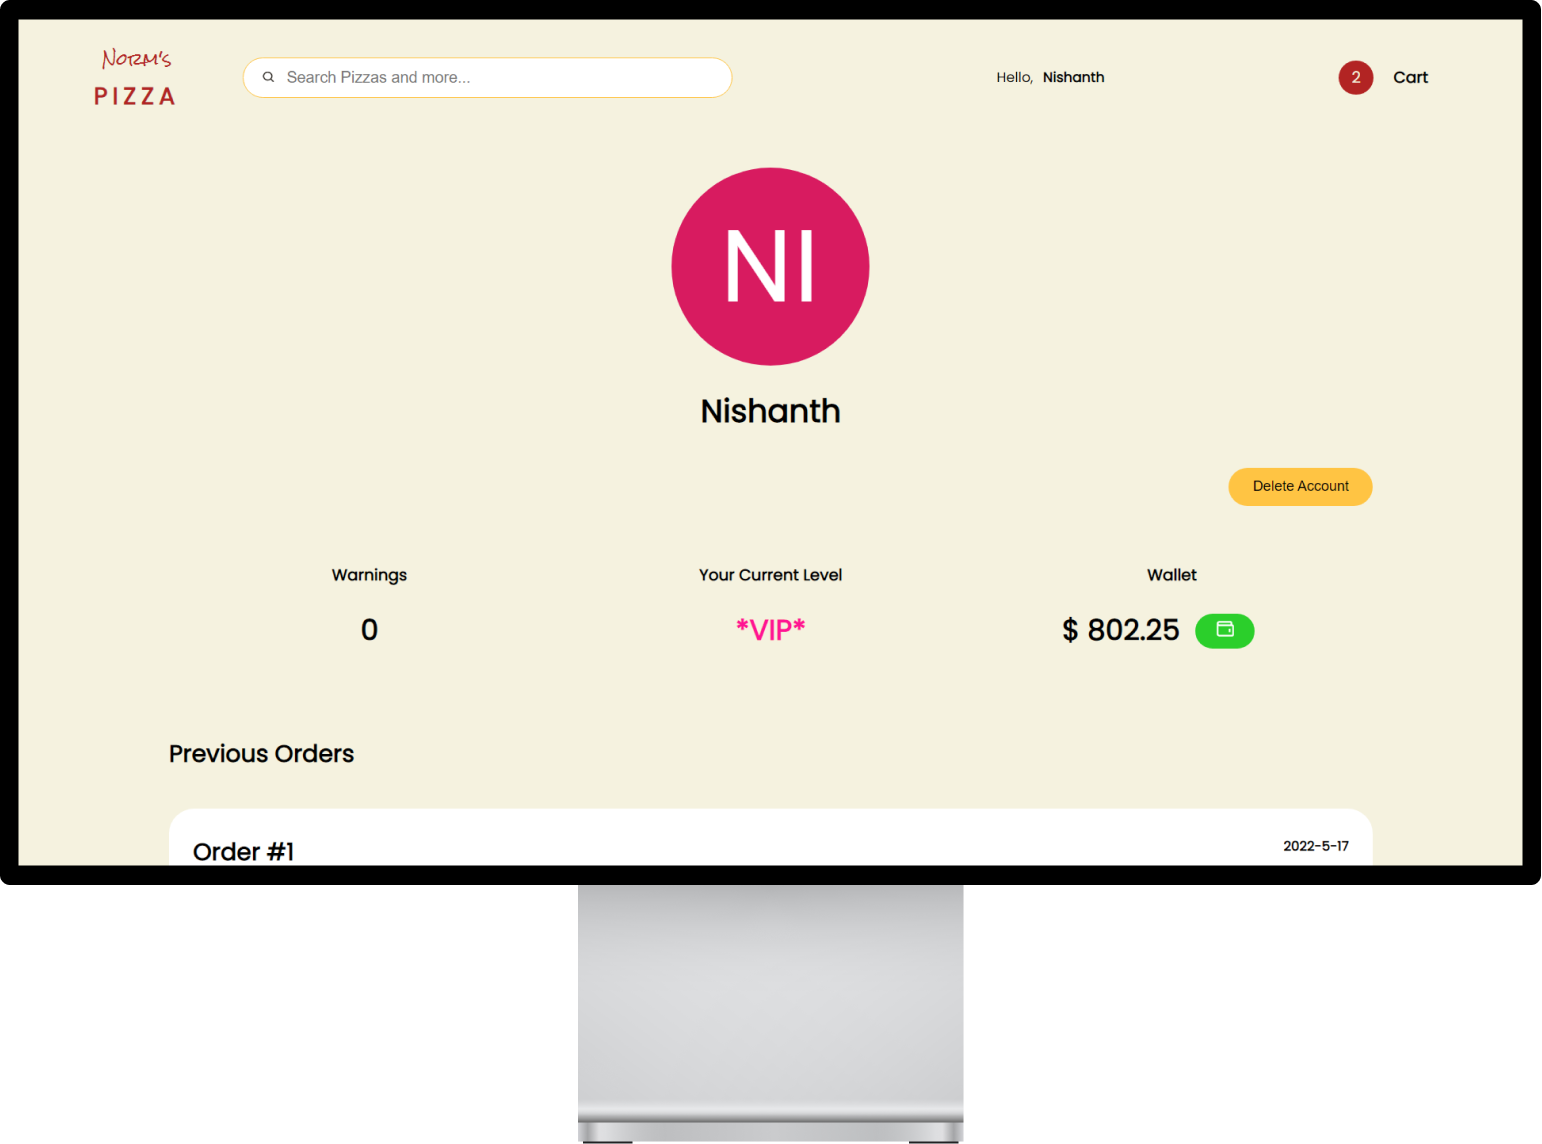 Norm's
PIZZA
Search Pizzas and more...
Hello, Nishanth
2 Cart
NI
Nishanth
Delete Account
Warnings
0
Your Current Level
*VIP*
Wallet
$ 802.25
Previous Orders
Order #1
2022-5-17